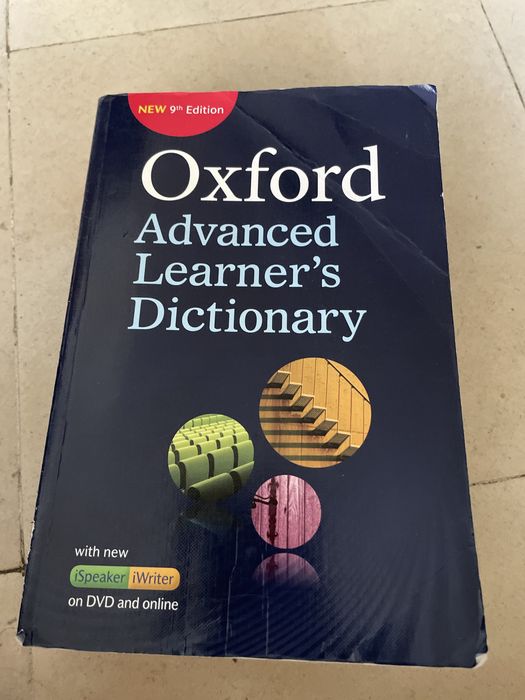 NEW 9th Edition
Oxford
Advanced
Learner's
Dictionary
with new
iSpeaker iWriter
on DVD and online